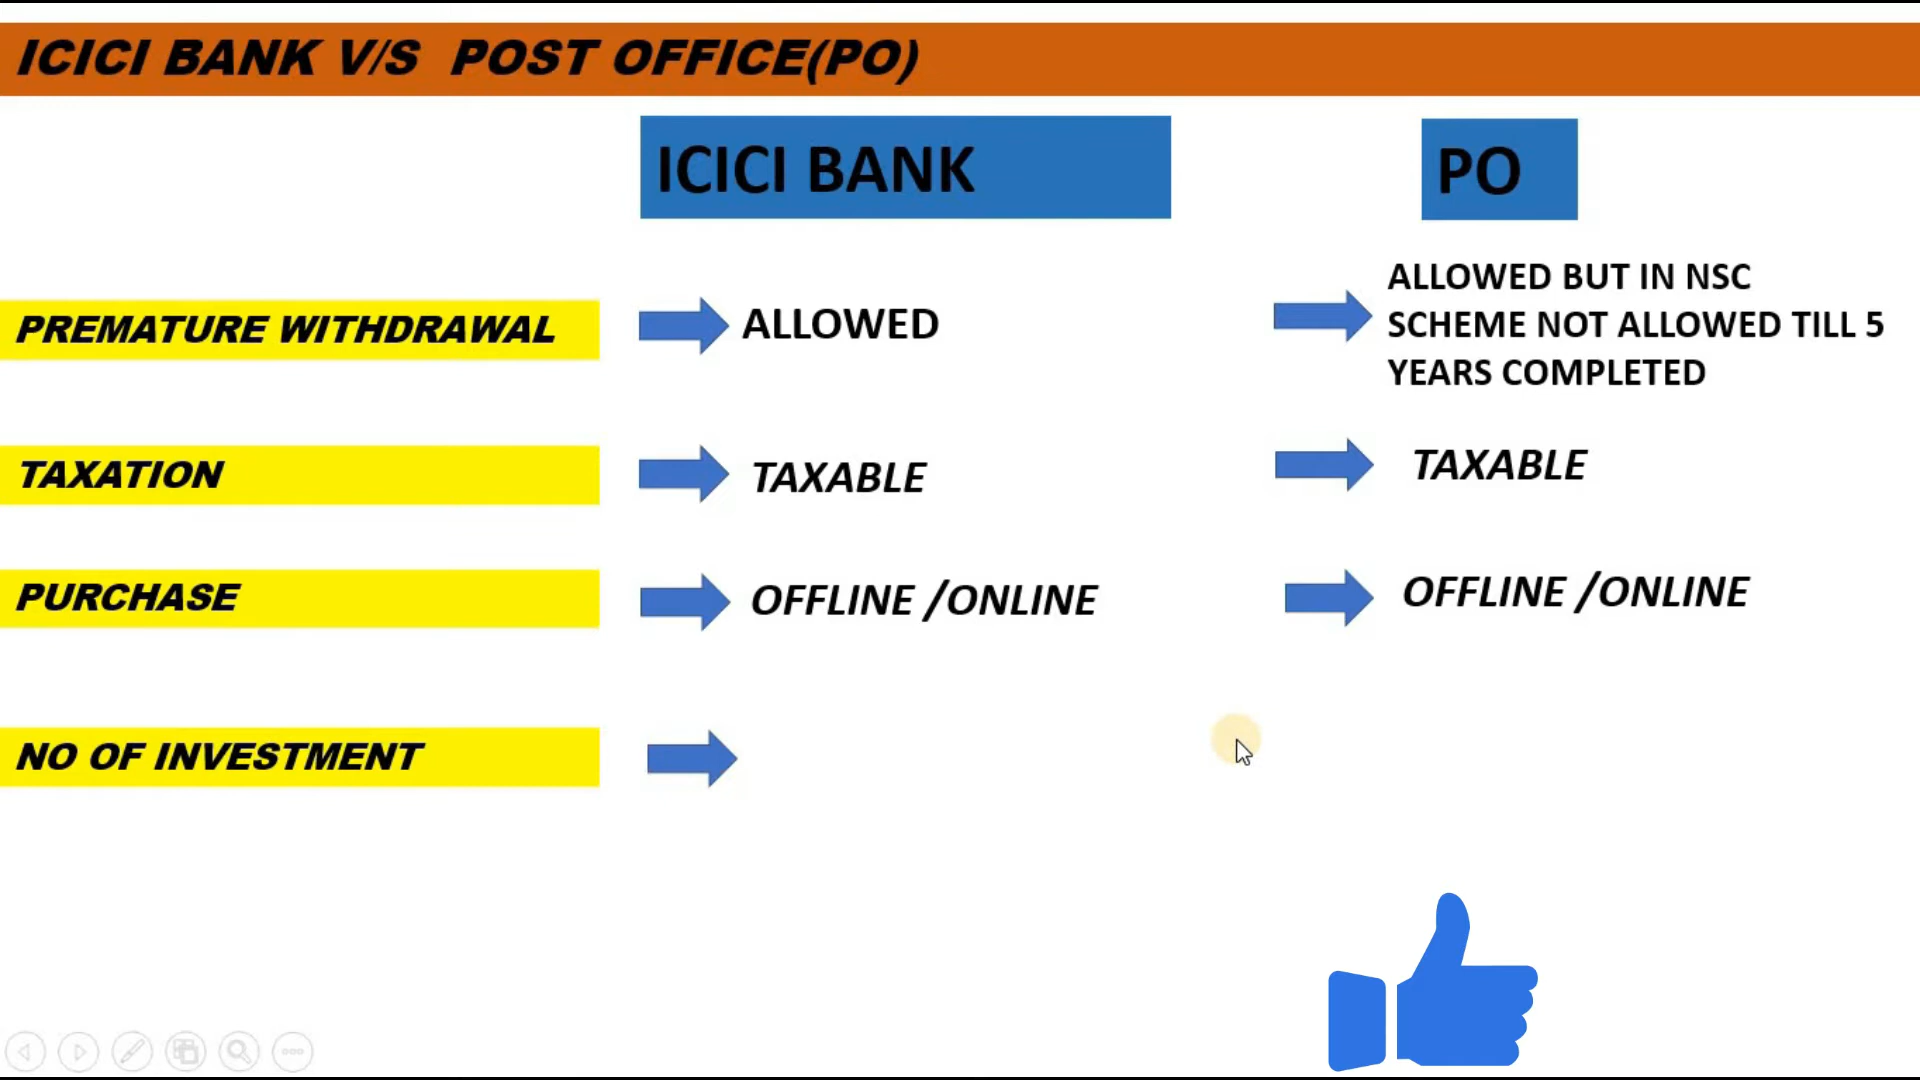 ICICI BANK V/S POST OFFICE(PO)
ICICI BANK
PO
PREMATURE WITHDRAWAL
ALLOWED
ALLOWED BUT IN NSC
SCHEME NOT ALLOWED TILL 5
YEARS COMPLETED
TAXATION
TAXABLE
TAXABLE
PURCHASE
OFFLINE /ONLINE
OFFLINE /ONLINE
NO OF INVESTMENT